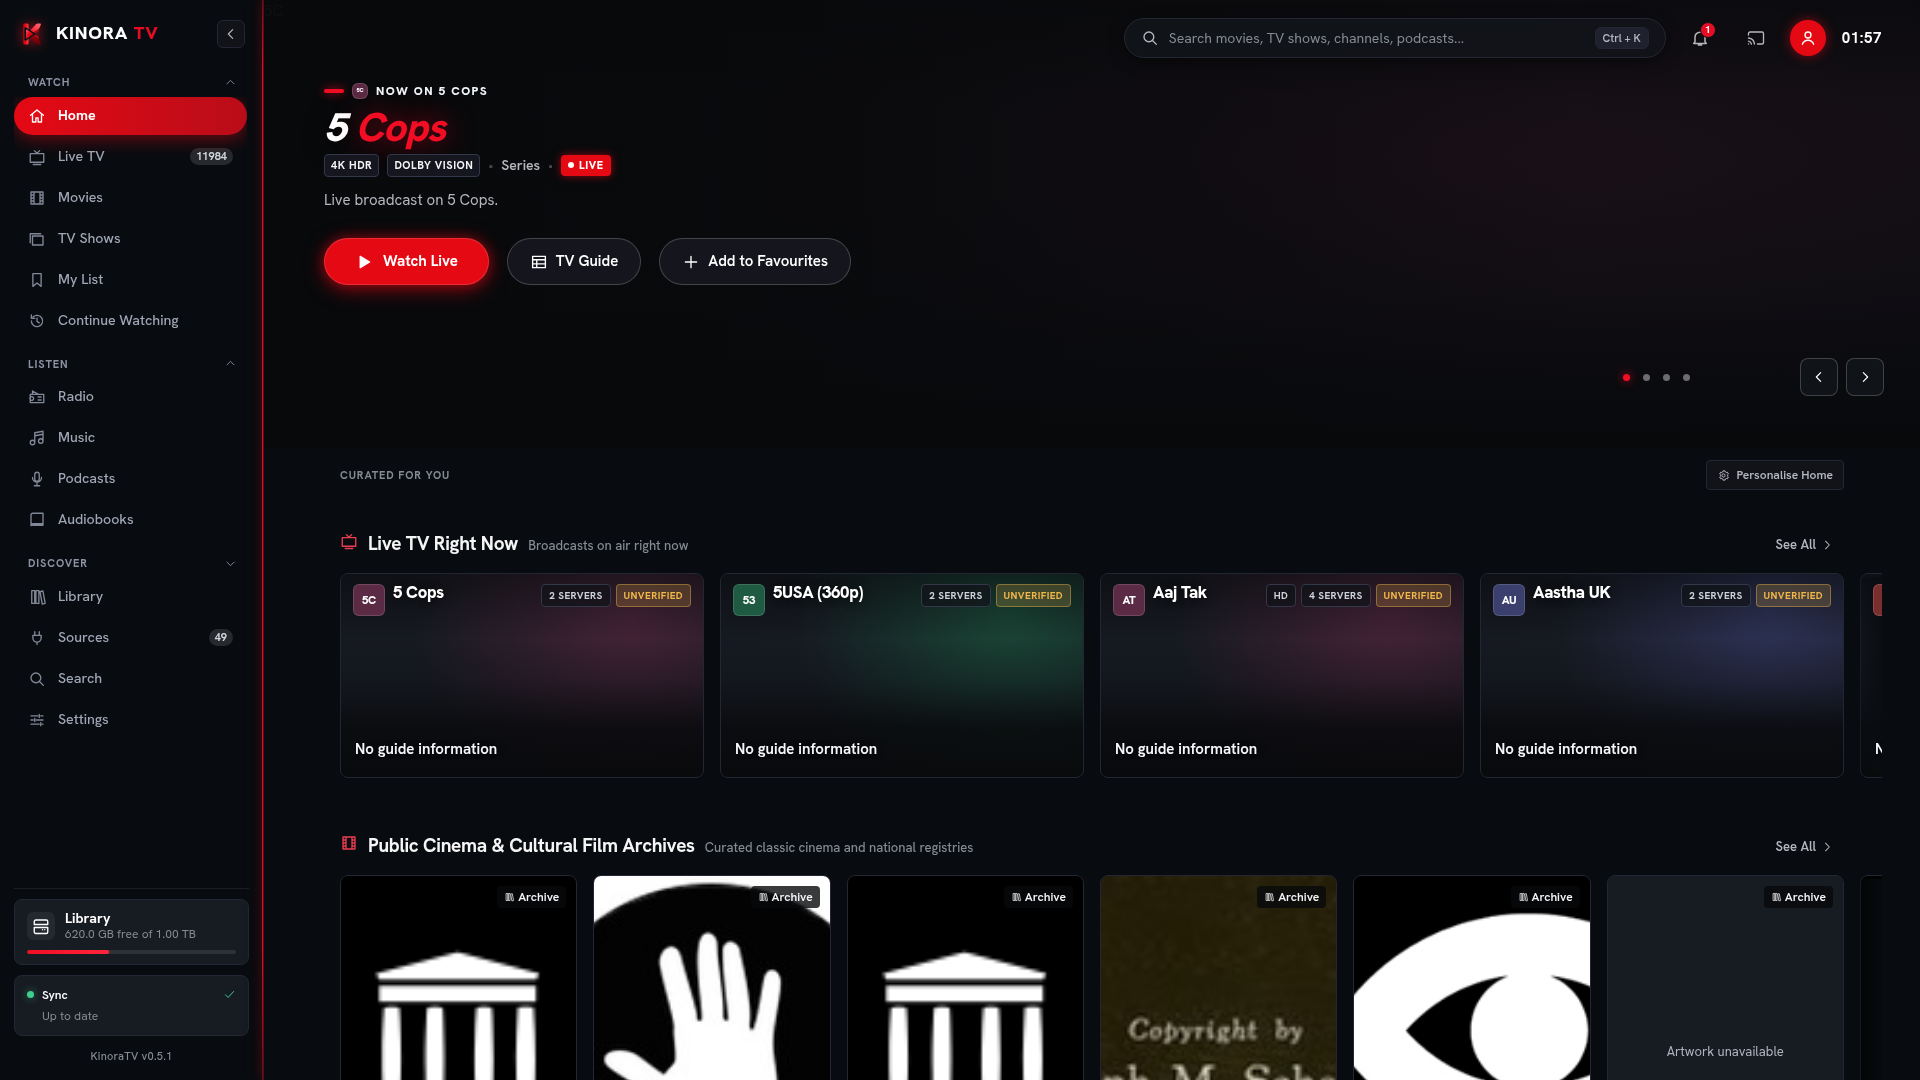 KINORA TV
WATCH
Home
Live TV 11984
Movies
TV Shows
My List
Continue Watching
LISTEN
Radio
Music
Podcasts
Audiobooks
DISCOVER
Library
Sources 49
Search
Settings
Library
620.0 GB free of 1.00 TB
Sync
Up to date
KinoraTV v0.5.1
Search movies, TV shows, channels, podcasts... Ctrl + K
1
01:57
5C NOW ON 5 COPS
5 Cops
4K HDR DOLBY VISION • Series • LIVE
Live broadcast on 5 Cops.
Watch Live TV Guide Add to Favourites
CURATED FOR YOU
Personalise Home
Live TV Right Now Broadcasts on air right now See All
5C 5 Cops 2 SERVERS UNVERIFIED
No guide information
53 5USA (360p) 2 SERVERS UNVERIFIED
No guide information
AT Aaj Tak HD 4 SERVERS UNVERIFIED
No guide information
AU Aastha UK 2 SERVERS UNVERIFIED
No guide information
Public Cinema & Cultural Film Archives Curated classic cinema and national registries See All
Archive
Archive
Archive
Archive
Copyright by
Archive
Archive
Artwork unavailable